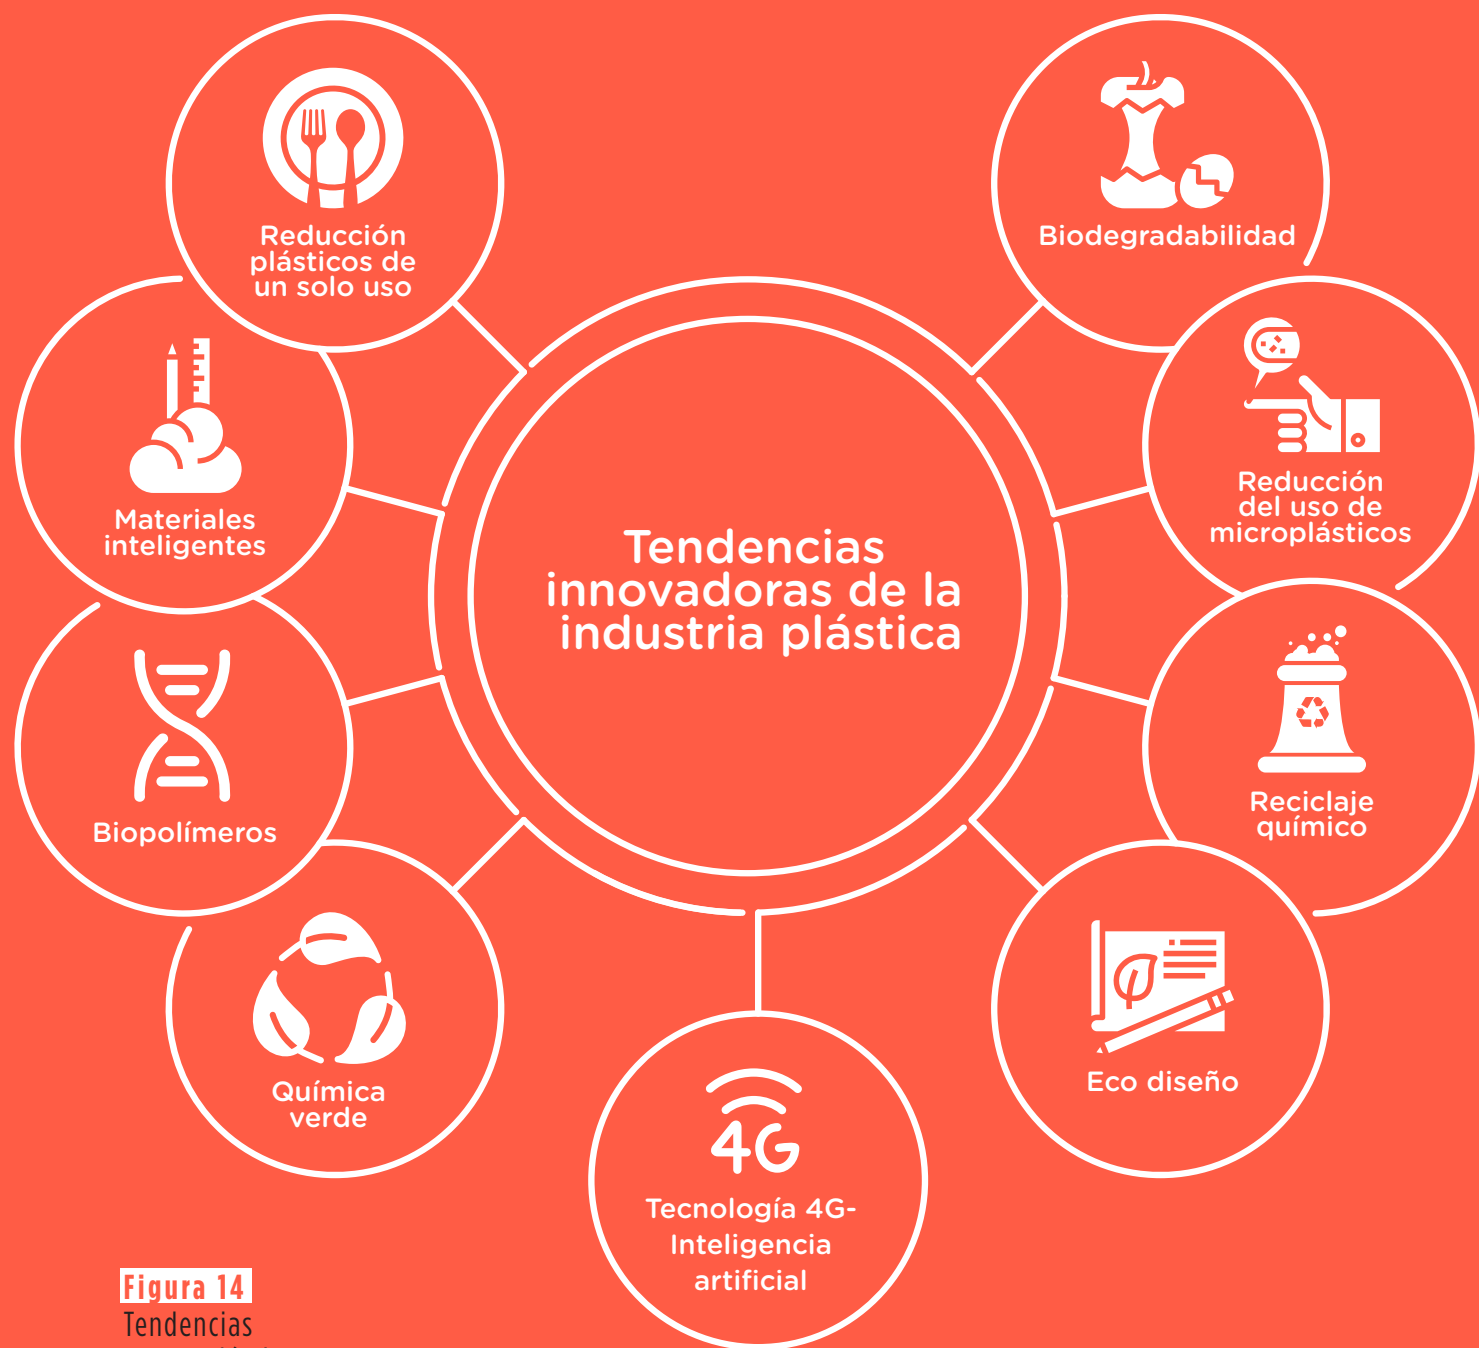 Reducción
plásticos de
un solo uso
Biodegradabilidad
Materiales
inteligentes
Reducción
del uso de
microplásticos
Tendencias
innovadoras de la
industria plástica
Biopolímeros
Reciclaje
químico
Química
verde
Eco diseño
4G
Tecnología 4G-
Inteligencia
artificial
Figura 14
Tendencias